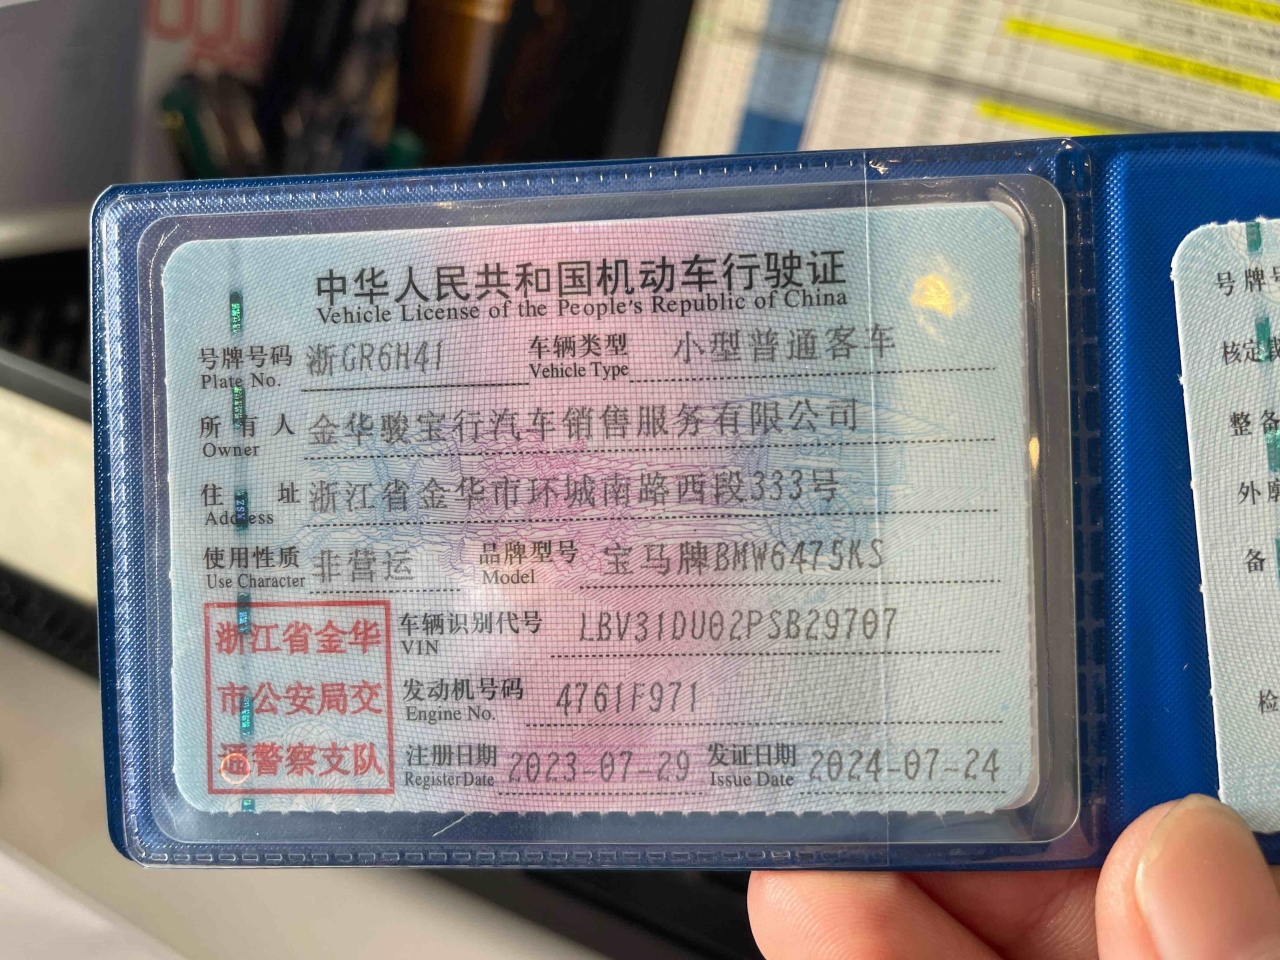 中华人民共和国机动车行驶证
Vehicle License of the People's Republic of China
号牌号码 浙GR6H41 车辆类型 小型普通客车
Plate No. Vehicle Type
所有人 金华骏宝行汽车销售服务有限公司
Owner
住址 浙江省金华市环城南路西段333号
Address
使用性质 非营运 品牌型号 宝马牌BMW6475KS
Use Character Model
浙江省金华
市公安局交
通警察支队
车辆识别代号 LBV31DU02PSB29707
VIN
发动机号码 4761F971
Engine No.
注册日期 2023-07-29 发证日期 2024-07-24
Register Date Issue Date
号牌号
核定载
整备
外廓
备
检